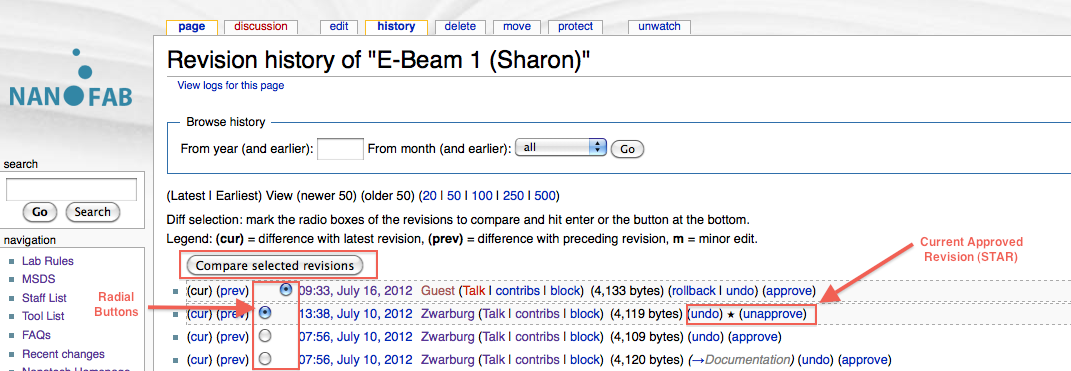 page discussion edit history delete move protect unwatch
Revision history of "E-Beam 1 (Sharon)"
View logs for this page
NANOFAB
Browse history
From year (and earlier): From month (and earlier): all Go
search
Go Search
(Latest | Earliest) View (newer 50) (older 50) (20 | 50 | 100 | 250 | 500)
Diff selection: mark the radio boxes of the revisions to compare and hit enter or the button at the bottom.
Legend: (cur) = difference with latest revision, (prev) = difference with preceding revision, m = minor edit.
navigation
Lab Rules
MSDS
Staff List
Tool List
FAQs
Recent changes
Compare selected revisions
Current Approved
Revision (STAR)
Radial
Buttons
(cur) (prev) 09:33, July 16, 2012 Guest (Talk | contribs | block) (4,133 bytes) (rollback | undo) (approve)
(cur) (prev) 13:38, July 10, 2012 Zwarburg (Talk | contribs | block) (4,119 bytes) (undo) ★ (unapprove)
(cur) (prev) 07:56, July 10, 2012 Zwarburg (Talk | contribs | block) (4,109 bytes) (undo) (approve)
(cur) (prev) 07:56, July 10, 2012 Zwarburg (Talk | contribs | block) (4,120 bytes) (→Documentation) (undo) (approve)